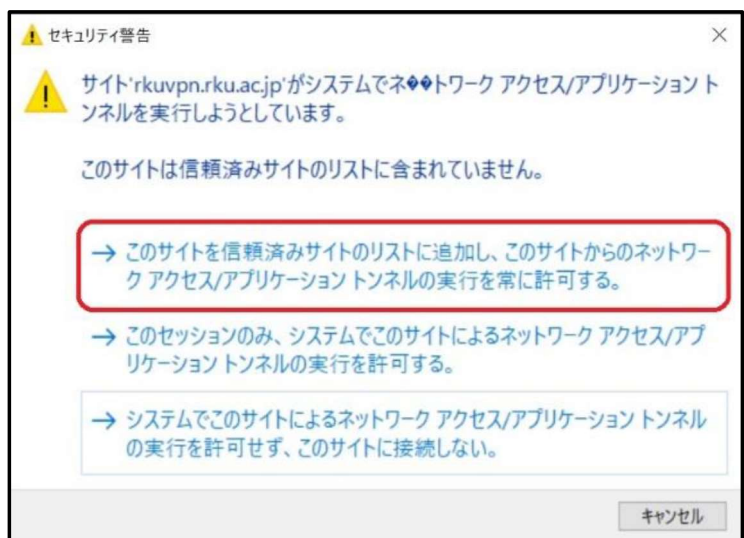 セキュリティ警告
サイト'rkuvpn.rku.ac.jp'がシステムでネ��トワーク アクセス/アプリケーション ト
ンネルを実行しようとしています。
このサイトは信頼済みサイトのリストに含まれていません。
→ このサイトを信頼済みサイトのリストに追加し、このサイトからのネットワー
ク アクセス/アプリケーション トンネルの実行を常に許可する。
→ このセッションのみ、システムでこのサイトによるネットワーク アクセス/アプ
リケーション トンネルの実行を許可する。
→ システムでこのサイトによるネットワーク アクセス/アプリケーション トンネル
の実行を許可せず、このサイトに接続しない。
キャンセル